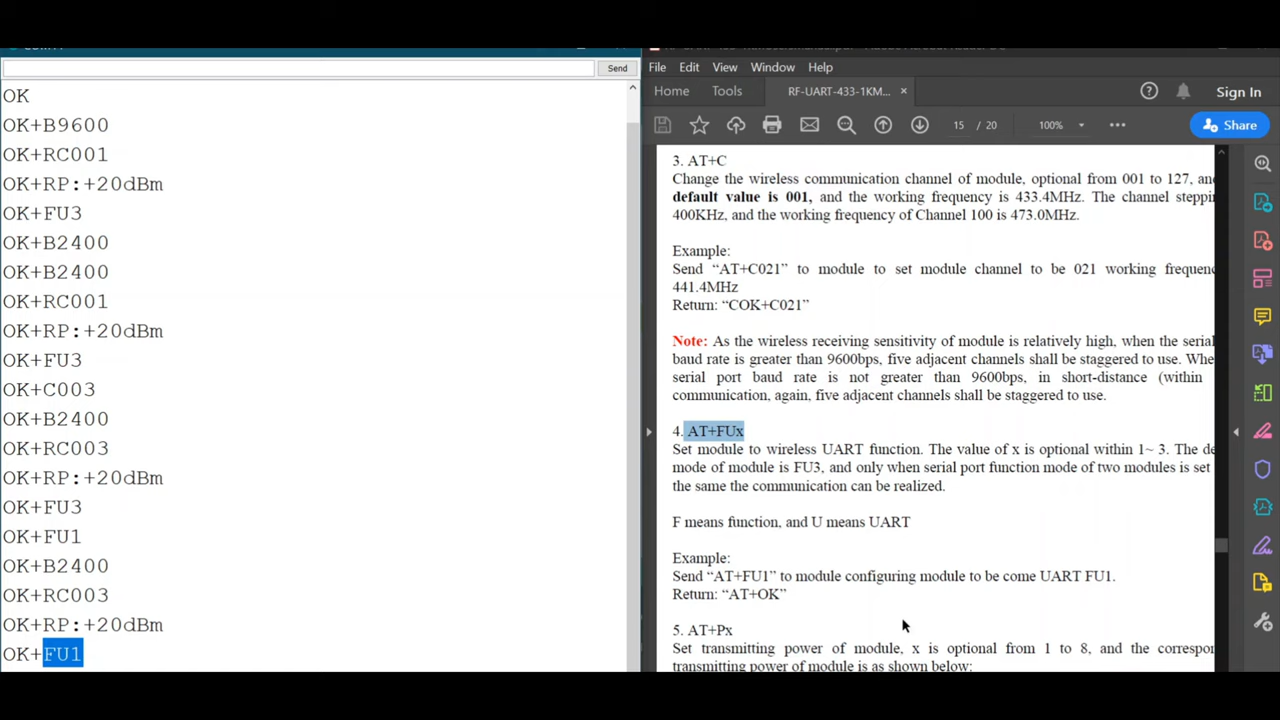 Send
OK
OK+B9600
OK+RC001
OK+RP:+20dBm
OK+FU3
OK+B2400
OK+B2400
OK+RC001
OK+RP:+20dBm
OK+FU3
OK+C003
OK+B2400
OK+RC003
OK+RP:+20dBm
OK+FU3
OK+FU1
OK+B2400
OK+RC003
OK+RP:+20dBm
OK+FU1
File Edit View Window Help
Home Tools RF-UART-433-1KM... × Sign In
15 / 20 100% Share
3. AT+C
Change the wireless communication channel of module, optional from 001 to 127, an
default value is 001, and the working frequency is 433.4MHz. The channel steppi
400KHz, and the working frequency of Channel 100 is 473.0MHz.
Example:
Send “AT+C021” to module to set module channel to be 021 working frequenc
441.4MHz
Return: “COK+C021”
Note: As the wireless receiving sensitivity of module is relatively high, when the serial
baud rate is greater than 9600bps, five adjacent channels shall be staggered to use. Whe
serial port baud rate is not greater than 9600bps, in short-distance (within
communication, again, five adjacent channels shall be staggered to use.
4. AT+FUx
Set module to wireless UART function. The value of x is optional within 1~ 3. The de
mode of module is FU3, and only when serial port function mode of two modules is set
the same the communication can be realized.
F means function, and U means UART
Example:
Send “AT+FU1” to module configuring module to be come UART FU1.
Return: “AT+OK”
5. AT+Px
Set transmitting power of module, x is optional from 1 to 8, and the correspor
transmitting power of module is as shown below: